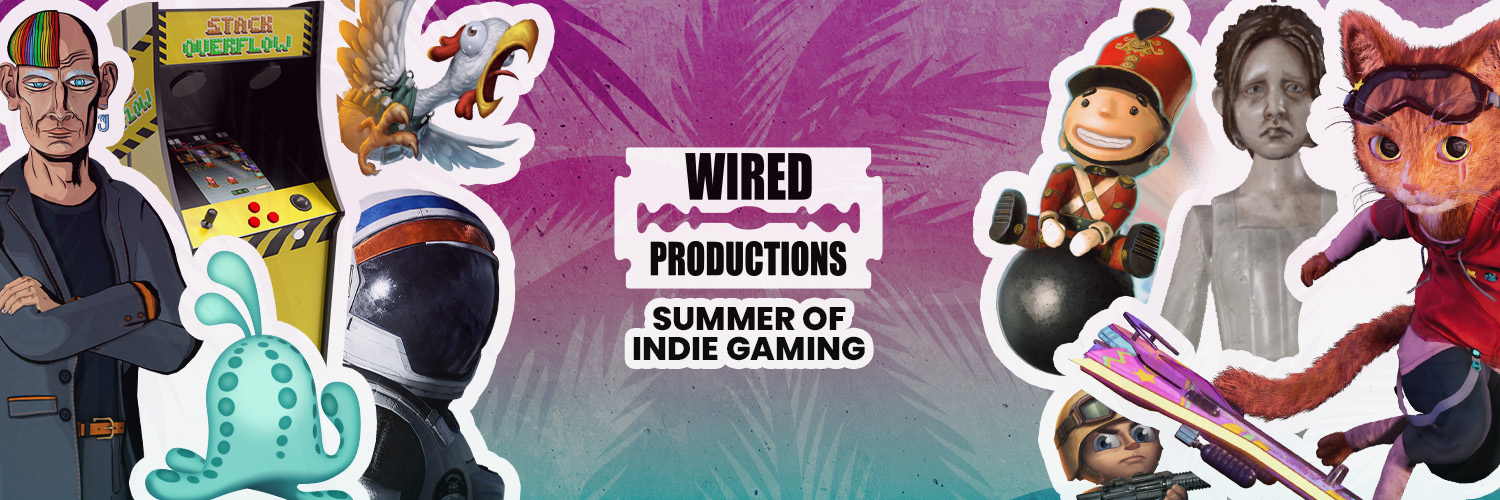 STACK
OVERFLOW
WIRED
PRODUCTIONS
SUMMER OF
INDIE GAMING